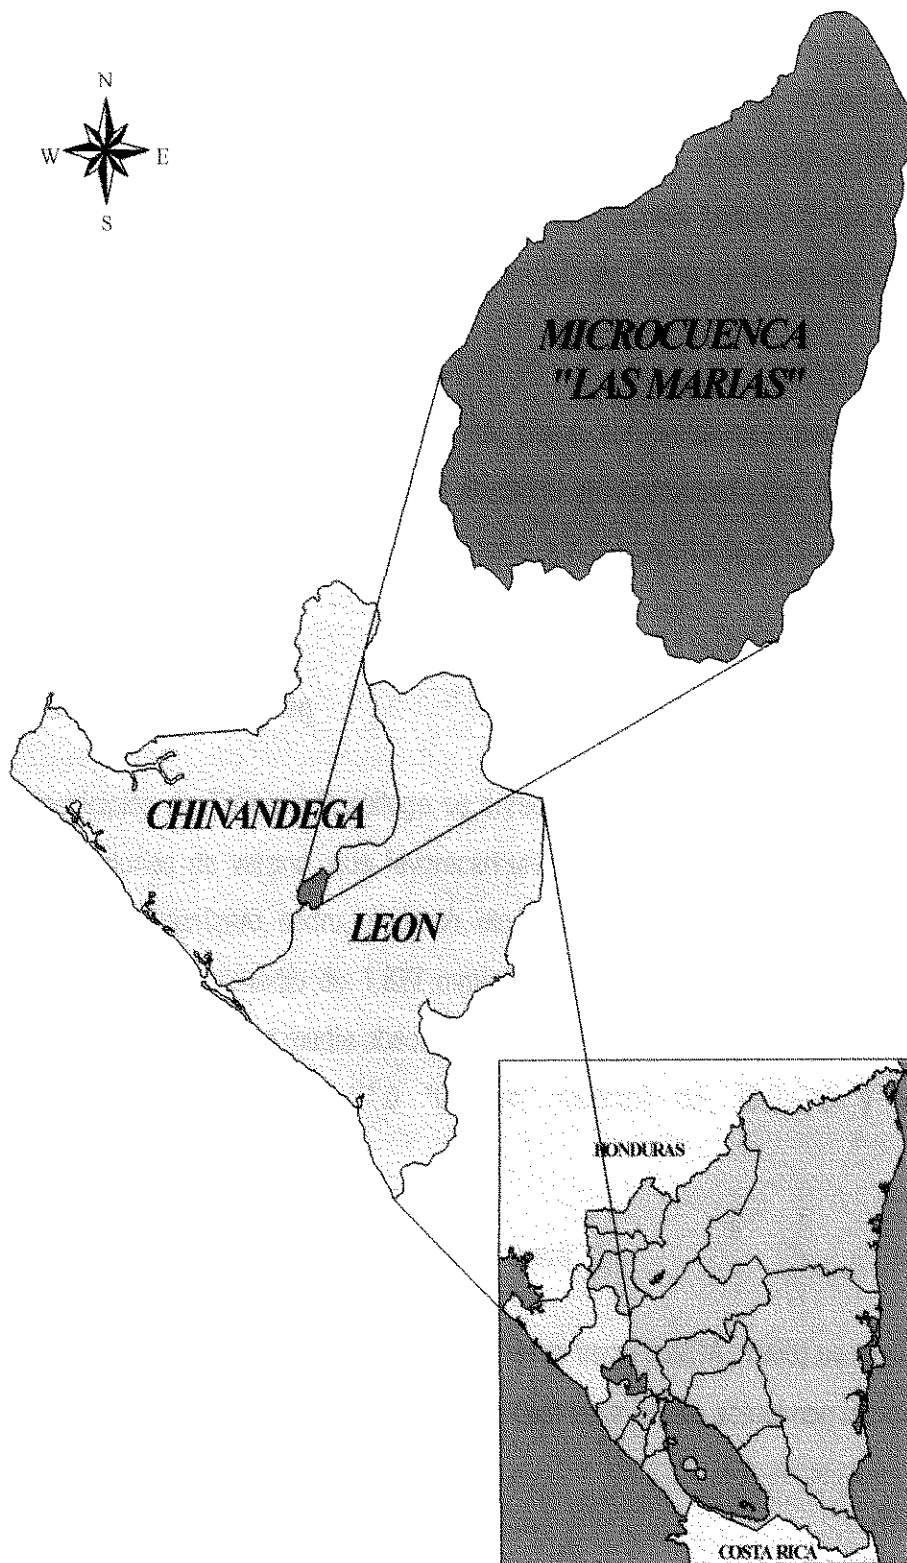 N
W E
S
MICROCUENCA
"LAS MARIAS"
CHINANDEGA
LEON
HONDURAS
COSTA RICA